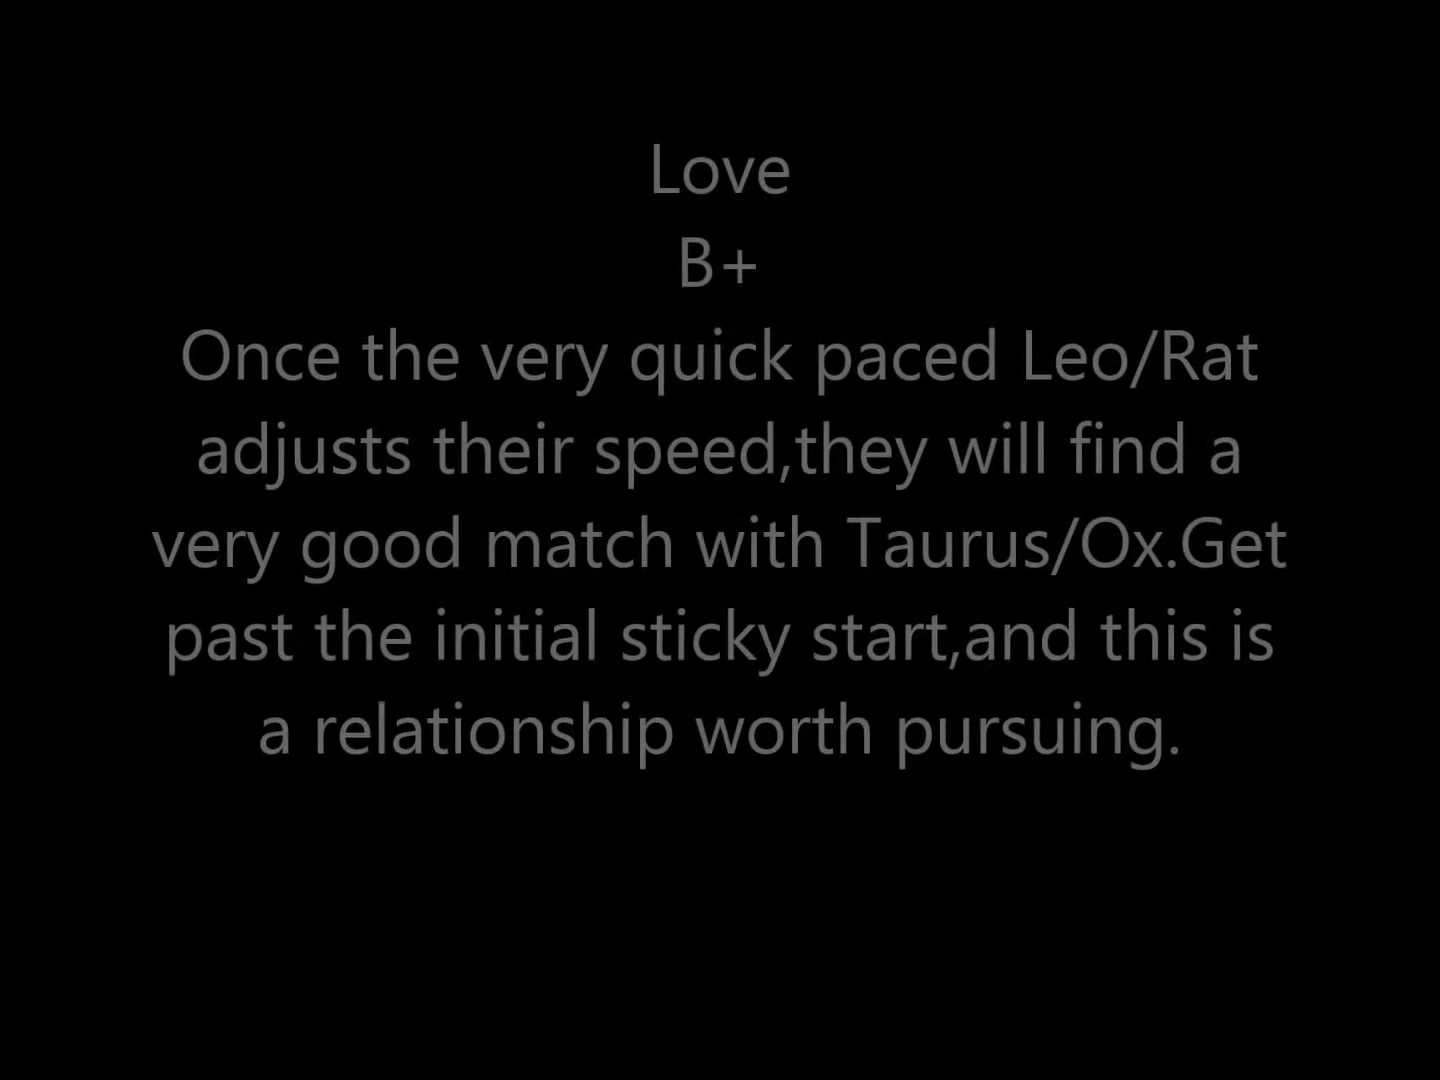 Love
B+
Once the very quick paced Leo/Rat
adjusts their speed,they will find a
very good match with Taurus/Ox.Get
past the initial sticky start,and this is
a relationship worth pursuing.